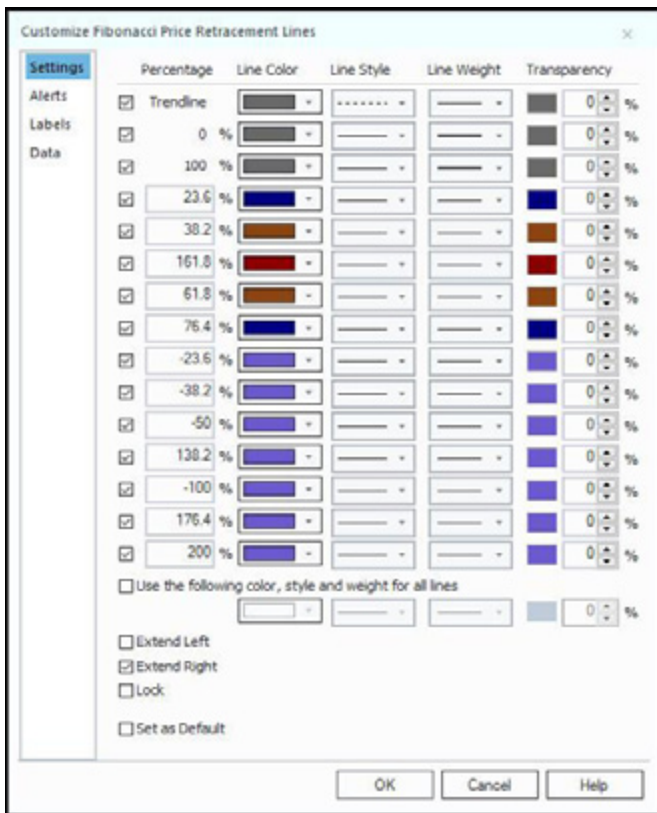 Customize Fibonacci Price Retracement Lines
Settings
Alerts
Labels
Data
Percentage Line Color Line Style Line Weight Transparency
Trendline 0 %
0 % 0 %
100 % 0 %
23.6 % 0 %
38.2 % 0 %
161.8 % 0 %
61.8 % 0 %
76.4 % 0 %
-23.6 % 0 %
-38.2 % 0 %
-50 % 0 %
138.2 % 0 %
-100 % 0 %
176.4 % 0 %
200 % 0 %
Use the following color, style and weight for all lines
0 %
Extend Left
Extend Right
Lock
Set as Default
OK Cancel Help